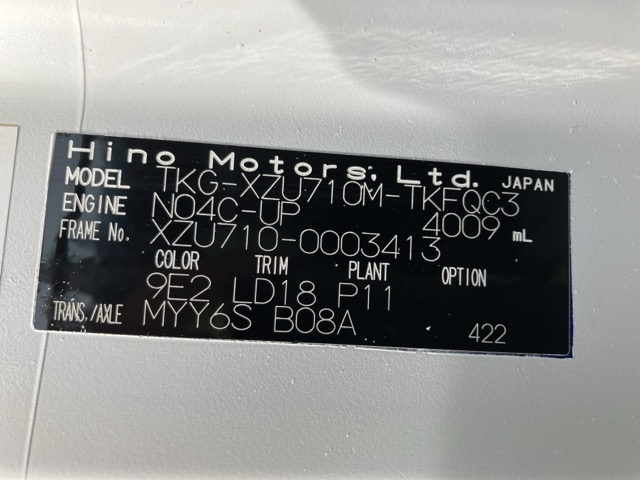 Hino Motors, Ltd. JAPAN
MODEL TKG-XZU710M-TKFQC3
ENGINE N04C-UP 4009 mL
FRAME No. XZU710-0003413
COLOR TRIM PLANT OPTION
9E2 LD18 P11
TRANS./AXLE MYY6S B08A 422